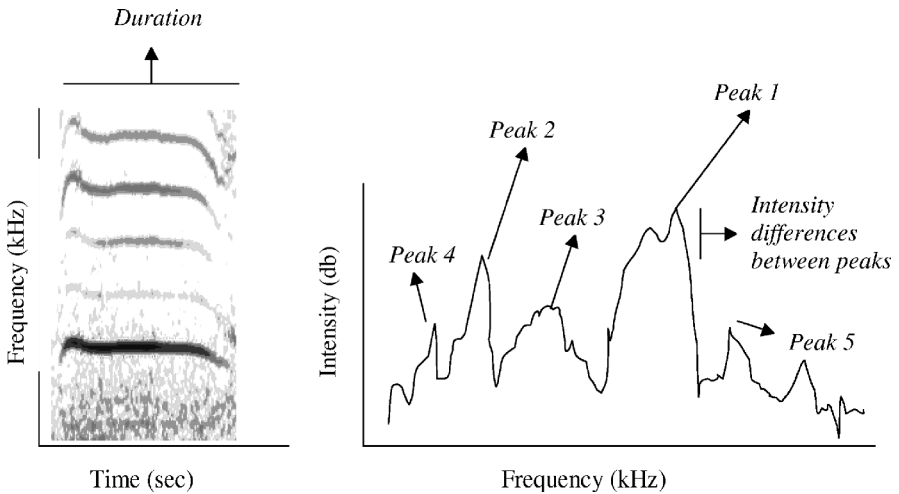 Duration
Frequency (kHz)
Time (sec)
Peak 1
Peak 2
Peak 3
Peak 4
Intensity
differences
between peaks
Peak 5
Intensity (db)
Frequency (kHz)